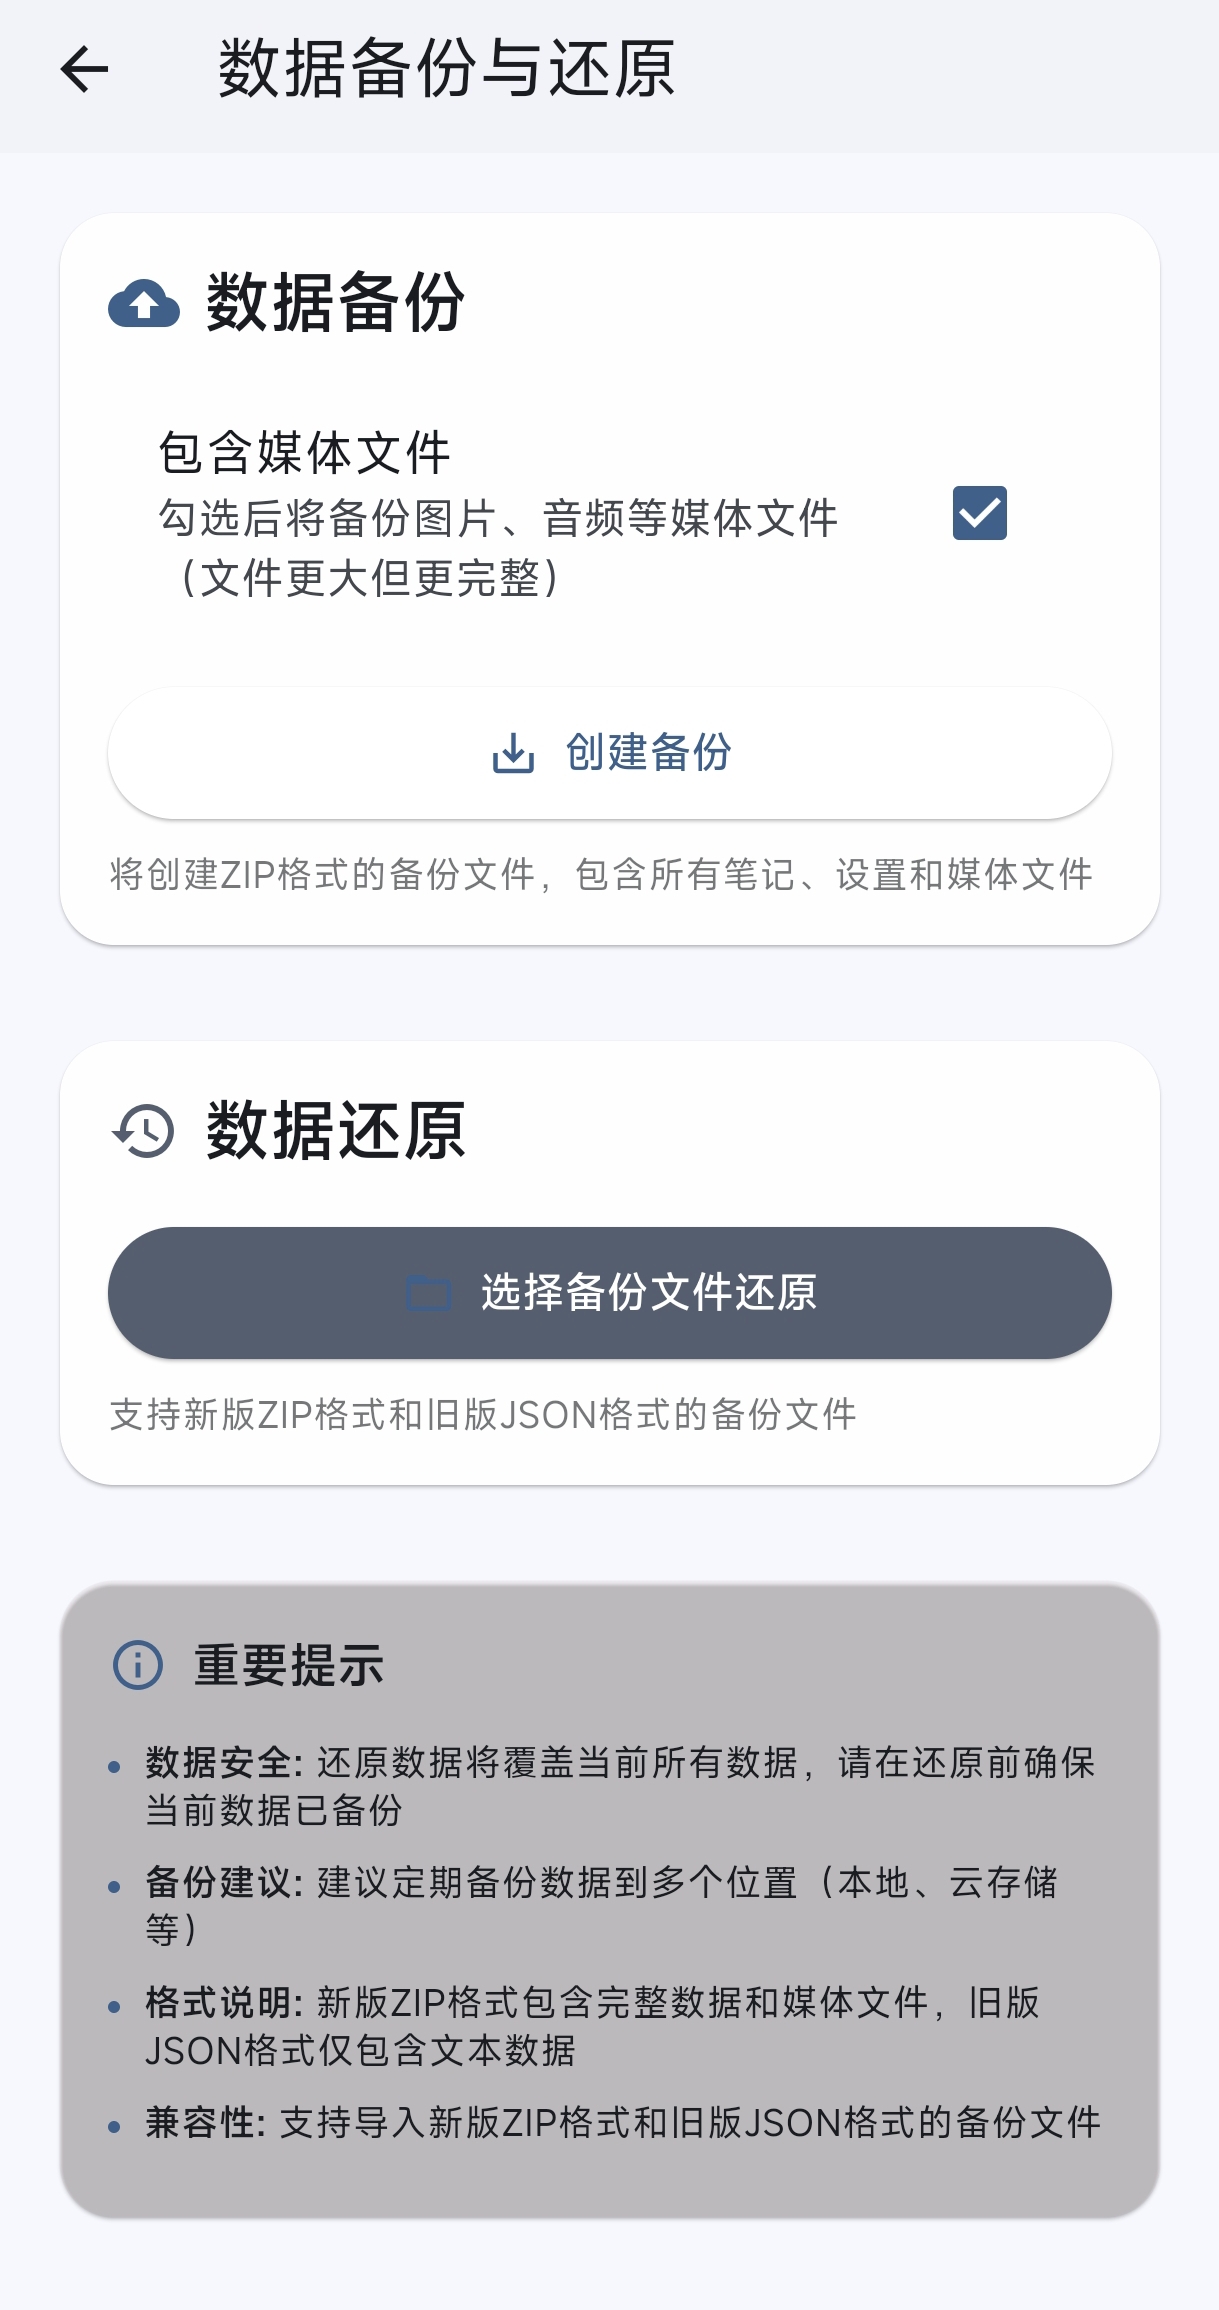 数据备份与还原
数据备份
包含媒体文件
勾选后将备份图片、音频等媒体文件
（文件更大但更完整）
创建备份
将创建ZIP格式的备份文件，包含所有笔记、设置和媒体文件
数据还原
选择备份文件还原
支持新版ZIP格式和旧版JSON格式的备份文件
重要提示
数据安全: 还原数据将覆盖当前所有数据，请在还原前确保
当前数据已备份
备份建议: 建议定期备份数据到多个位置（本地、云存储
等）
格式说明: 新版ZIP格式包含完整数据和媒体文件，旧版
JSON格式仅包含文本数据
兼容性: 支持导入新版ZIP格式和旧版JSON格式的备份文件